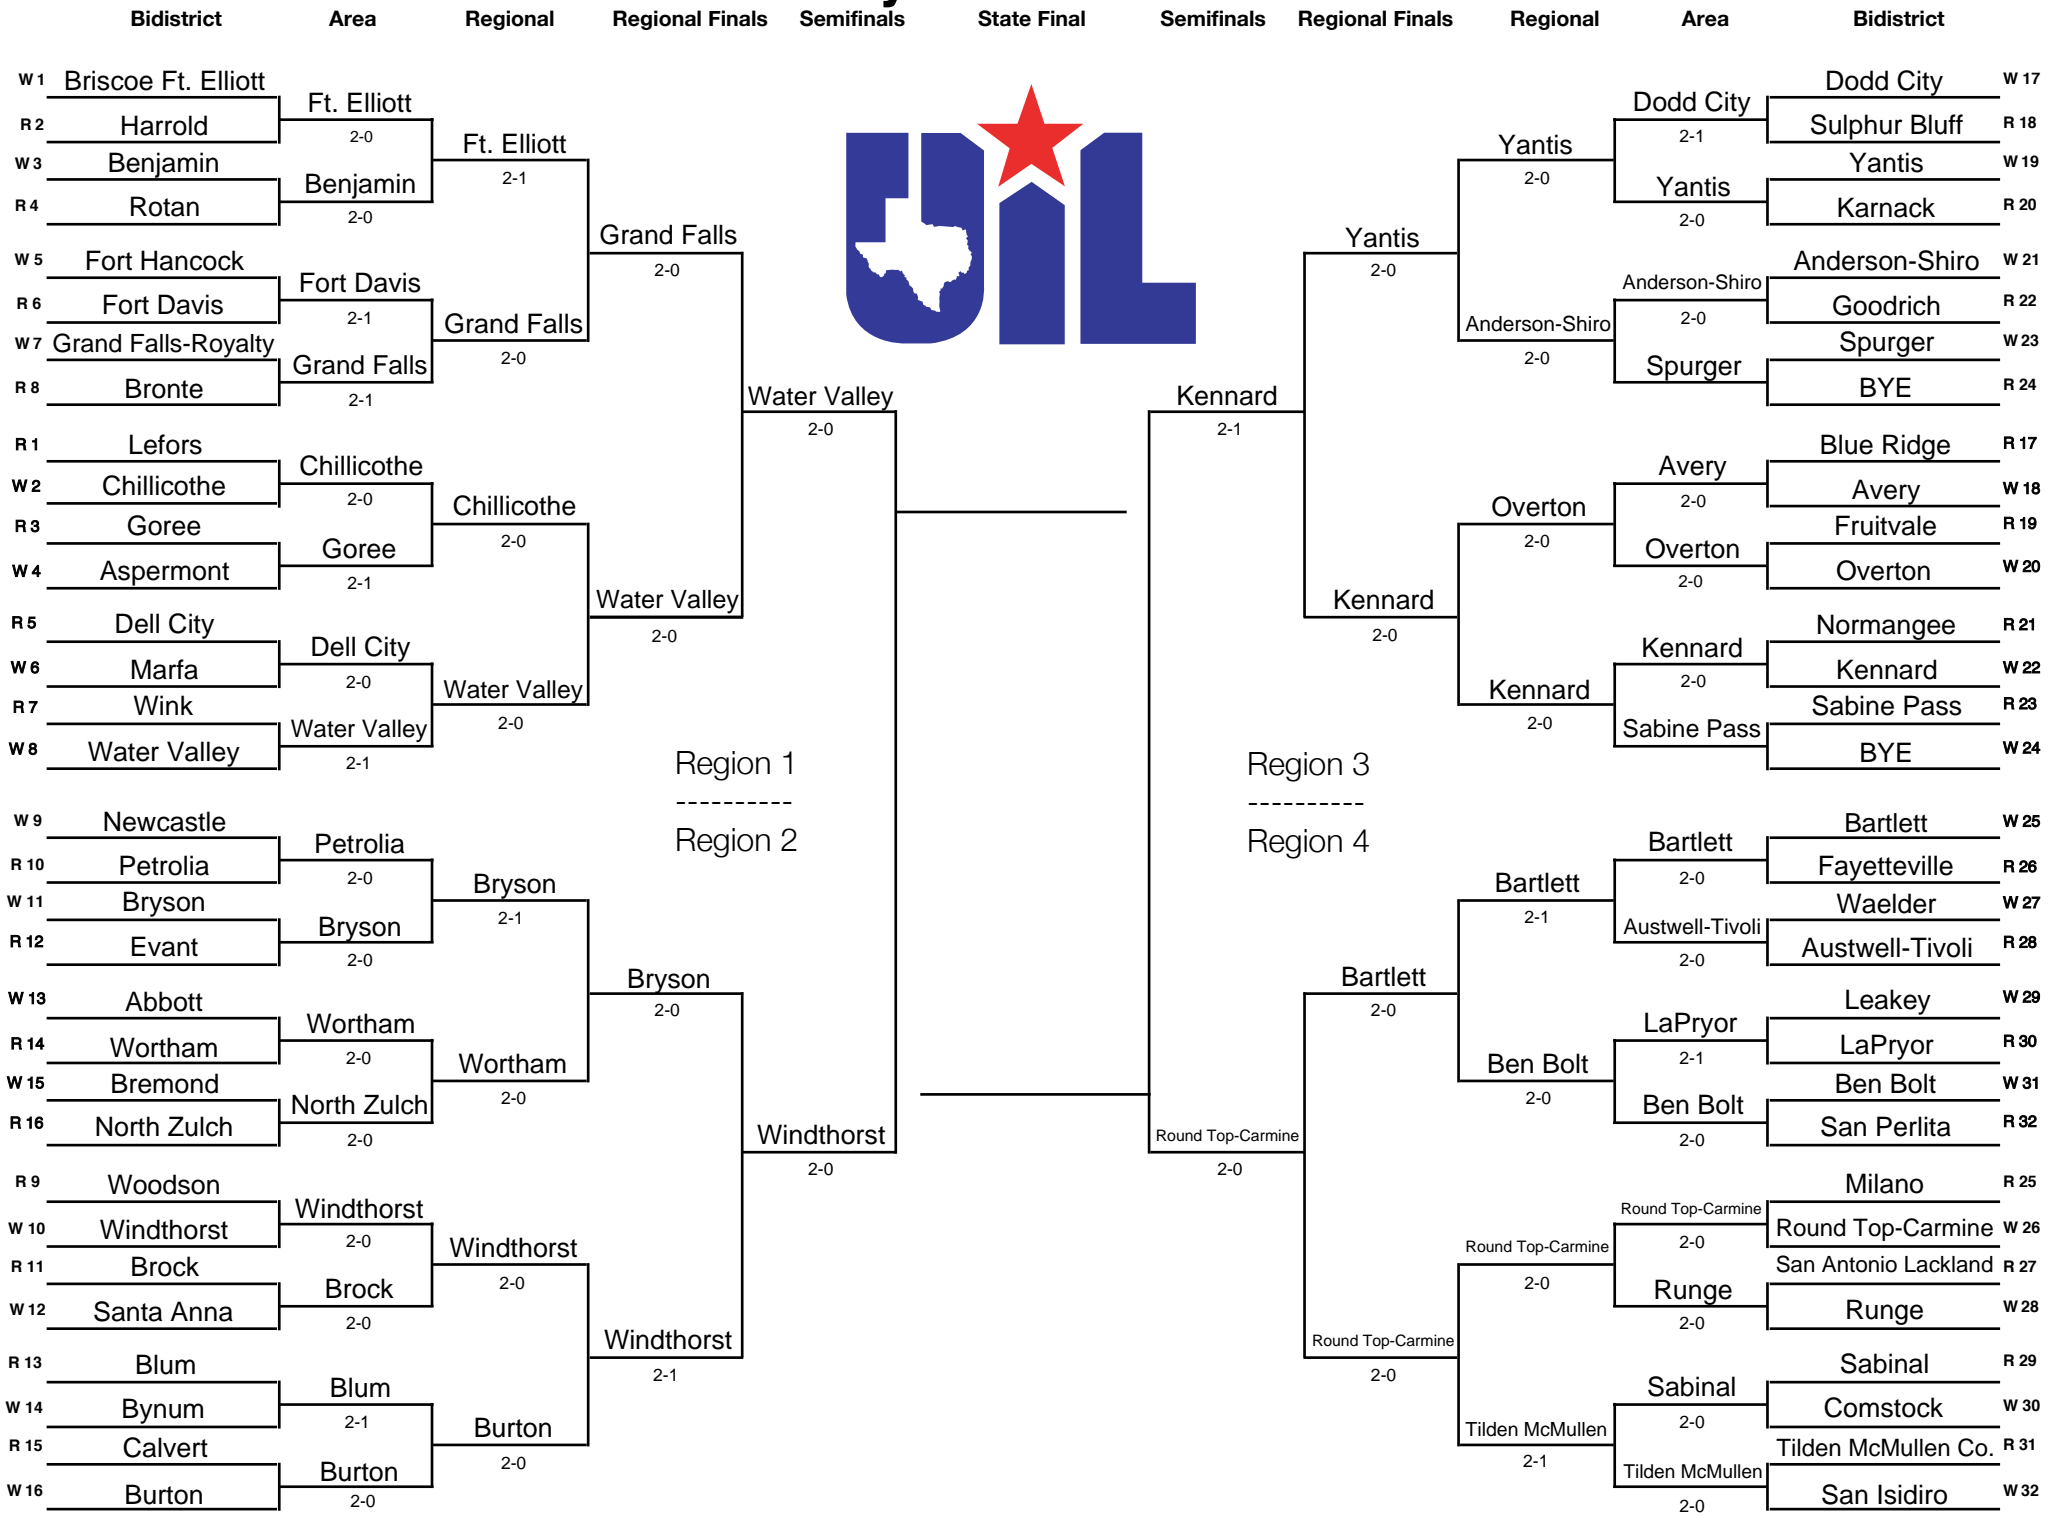 Bidistrict Area Regional Regional Finals Semifinals State Final Semifinals Regional Finals Regional Area Bidistrict
W 1 Briscoe Ft. Elliott
Ft. Elliott
2-0
R 2 Harrold
Ft. Elliott
2-1
W 3 Benjamin
Benjamin
2-0
R 4 Rotan
Grand Falls
2-0
W 5 Fort Hancock
Fort Davis
2-1
R 6 Fort Davis
Grand Falls
2-0
W 7 Grand Falls-Royalty
Grand Falls
2-1
R 8 Bronte
Water Valley
2-0
R 1 Lefors
Chillicothe
2-0
W 2 Chillicothe
Chillicothe
2-0
R 3 Goree
Goree
2-1
W 4 Aspermont
Water Valley
2-0
R 5 Dell City
Dell City
2-0
W 6 Marfa
Water Valley
2-0
R 7 Wink
Water Valley
2-1
W 8 Water Valley
Region 1
----------
Region 2
W 9 Newcastle
Petrolia
2-0
R 10 Petrolia
Bryson
2-1
W 11 Bryson
Bryson
2-0
R 12 Evant
Bryson
2-0
W 13 Abbott
Wortham
2-0
R 14 Wortham
Wortham
2-0
W 15 Bremond
North Zulch
2-0
R 16 North Zulch
Windthorst
2-0
R 9 Woodson
Windthorst
2-0
W 10 Windthorst
Windthorst
2-0
R 11 Brock
Brock
2-0
W 12 Santa Anna
Windthorst
2-1
R 13 Blum
Blum
2-1
W 14 Bynum
Burton
2-0
R 15 Calvert
Burton
2-0
W 16 Burton
UIL
Dodd City W 17
Dodd City
2-1
Sulphur Bluff R 18
Yantis
2-0
Yantis W 19
Yantis
2-0
Karnack R 20
Yantis
2-0
Anderson-Shiro W 21
Anderson-Shiro
2-0
Goodrich R 22
Anderson-Shiro
2-0
Spurger W 23
Spurger
BYE R 24
Kennard
2-1
Blue Ridge R 17
Avery
2-0
Avery W 18
Overton
2-0
Fruitvale R 19
Overton
2-0
Overton W 20
Kennard
2-0
Normangee R 21
Kennard
2-0
Kennard W 22
Kennard
2-0
Sabine Pass R 23
Sabine Pass
BYE W 24
Region 3
----------
Region 4
Bartlett W 25
Bartlett
2-0
Fayetteville R 26
Bartlett
2-1
Waelder W 27
Austwell-Tivoli
2-0
Austwell-Tivoli R 28
Bartlett
2-0
Leakey W 29
LaPryor
2-1
LaPryor R 30
Ben Bolt
2-0
Ben Bolt W 31
Ben Bolt
2-0
San Perlita R 32
Round Top-Carmine
2-0
Milano R 25
Round Top-Carmine
2-0
Round Top-Carmine W 26
Round Top-Carmine
2-0
San Antonio Lackland R 27
Runge
2-0
Runge W 28
Round Top-Carmine
2-0
Sabinal R 29
Sabinal
2-0
Comstock W 30
Tilden McMullen
2-1
Tilden McMullen Co. R 31
Tilden McMullen
2-0
San Isidiro W 32